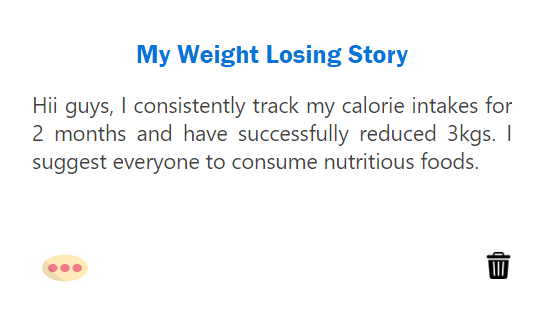 My Weight Losing Story
Hii guys, I consistently track my calorie intakes for
2 months and have successfully reduced 3kgs. I
suggest everyone to consume nutritious foods.